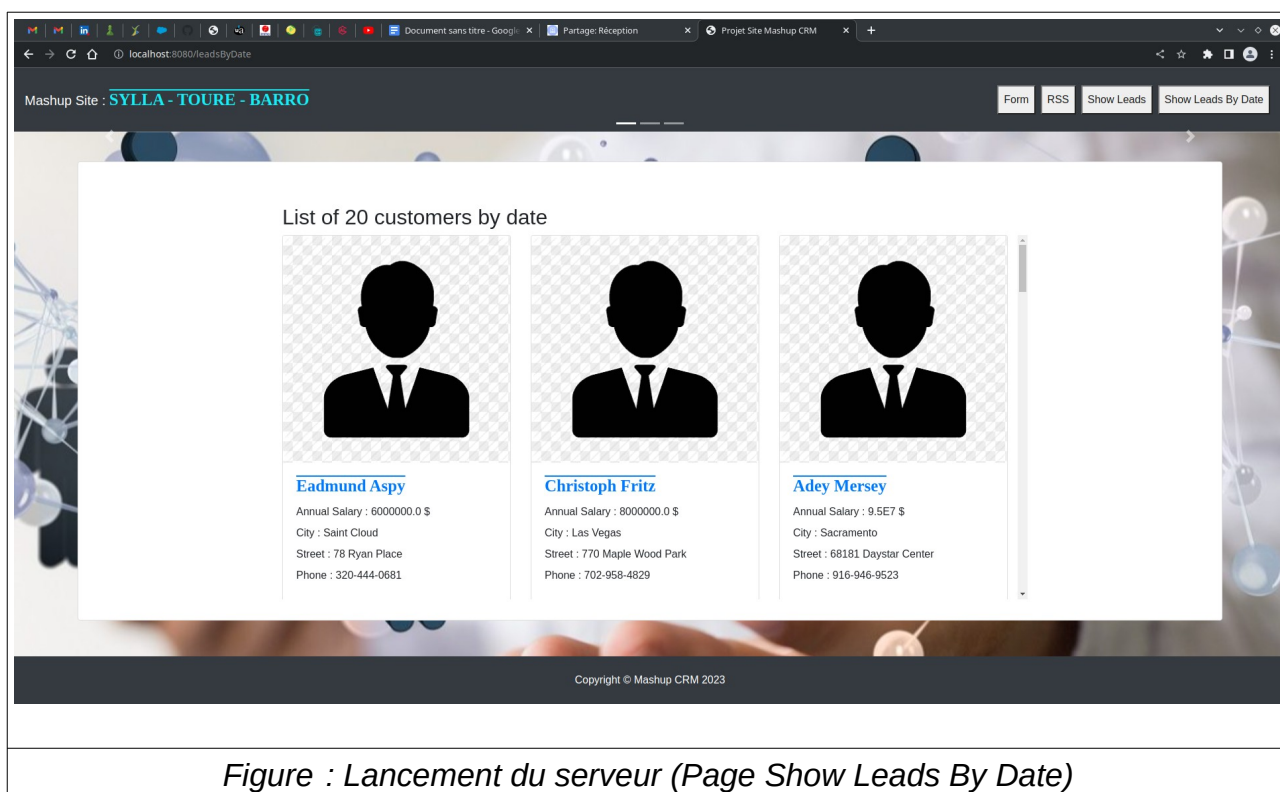 Document sans titre - Googl
Partage: Réception
Projet Site Mashup CRM
localhost:8080/leadsByDate
Mashup Site : SYLLA - TOURE - BARRO
Form
RSS
Show Leads
Show Leads By Date
List of 20 customers by date
Eadmund Aspy
Annual Salary : 6000000.0 $
City : Saint Cloud
Street : 78 Ryan Place
Phone : 320-444-0681
Christoph Fritz
Annual Salary : 8000000.0 $
City : Las Vegas
Street : 770 Maple Wood Park
Phone : 702-958-4829
Adey Mersey
Annual Salary : 9.5E7 $
City : Sacramento
Street : 68181 Daystar Center
Phone : 916-946-9523
Copyright © Mashup CRM 2023
Figure : Lancement du serveur (Page Show Leads By Date)